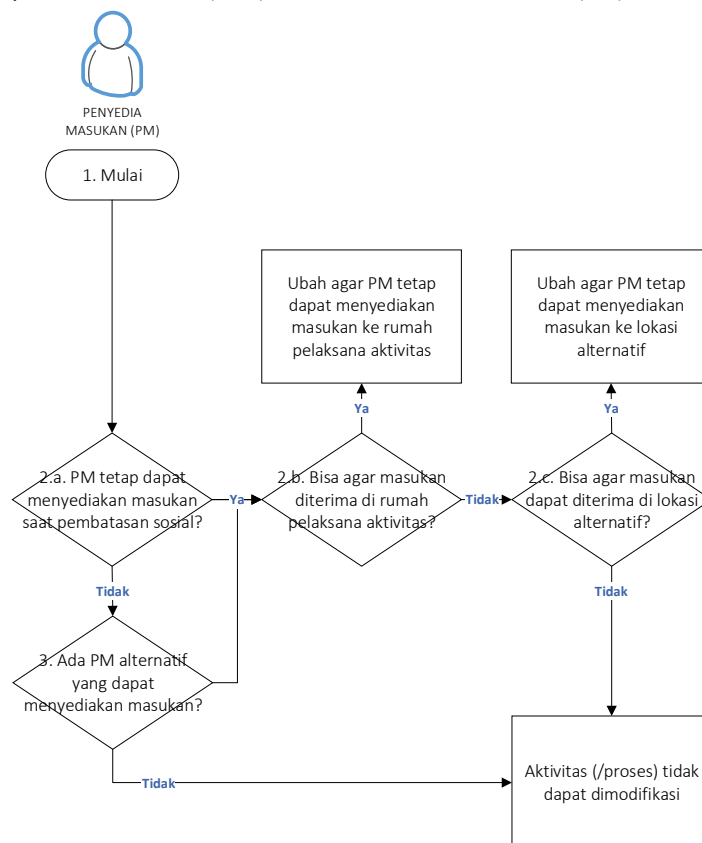 PENYEDIA
MASUKAN (PM)
1. Mulai
Ubah agar PM tetap
dapat menyediakan
masukan ke rumah
pelaksana aktivitas
Ubah agar PM tetap
dapat menyediakan
masukan ke lokasi
alternatif
Ya
Ya
2.a. PM tetap dapat
menyediakan masukan
saat pembatasan sosial?
Ya
2.b. Bisa agar masukan
diterima di rumah
pelaksana aktivitas?
Tidak
2.c. Bisa agar masukan
dapat diterima di lokasi
alternatif?
Tidak
Tidak
3. Ada PM alternatif
yang dapat
menyediakan masukan?
Tidak
Aktivitas (/proses) tidak
dapat dimodifikasi